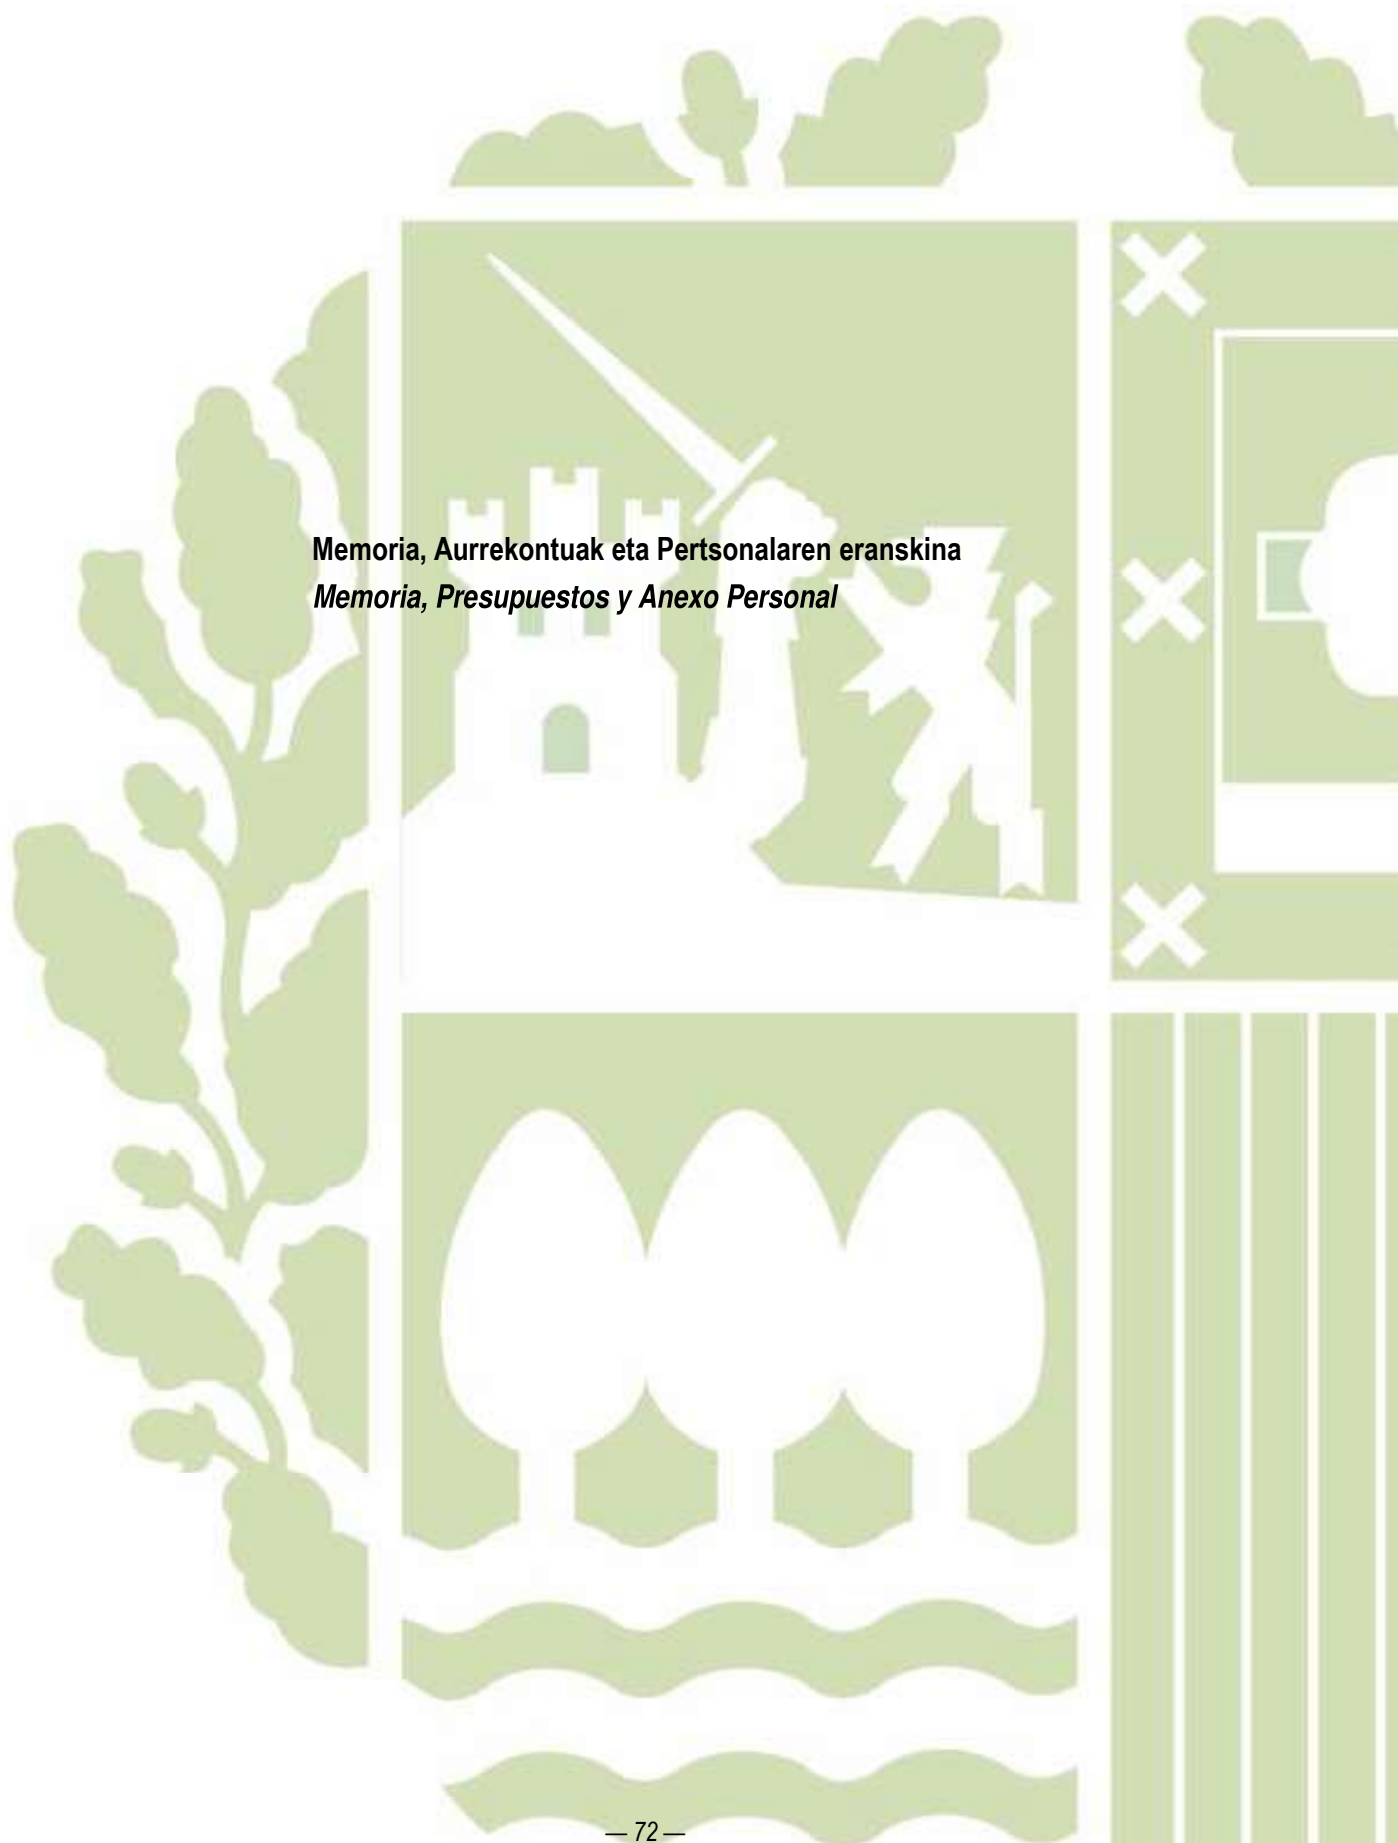 Memoria, Aurrekontuak eta Pertsonalaren eranskina
Memoria, Presupuestos y Anexo Personal
— 72 —